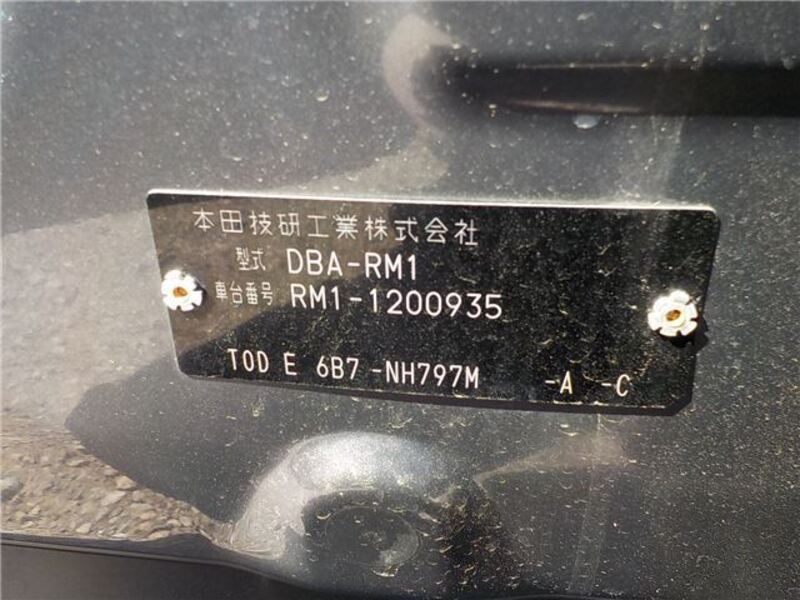 本田技研工業株式会社
型式 DBA-RM1
車台番号 RM1-1200935
TOD E 6B7 -NH797M -A -C